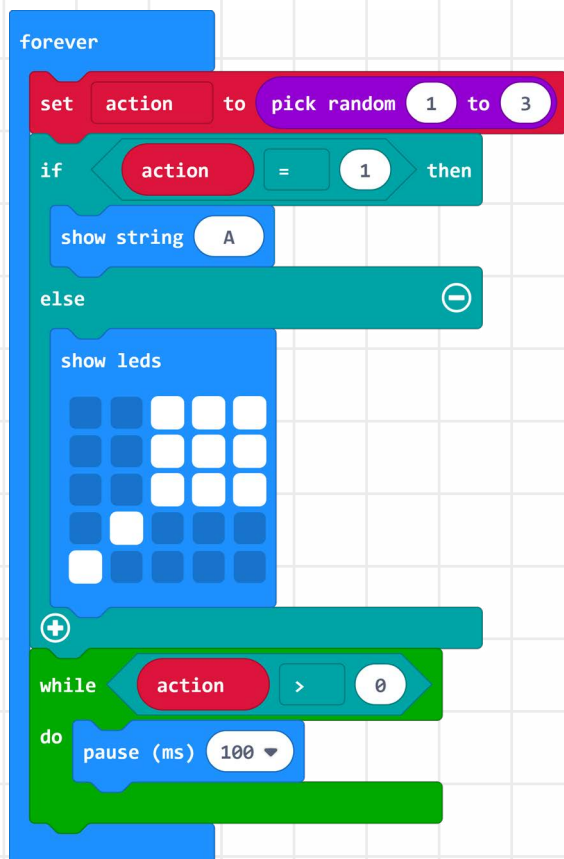 forever
set action to pick random 1 to 3
if action = 1 then
show string A
else
show leds
while action > 0
do
pause (ms) 100